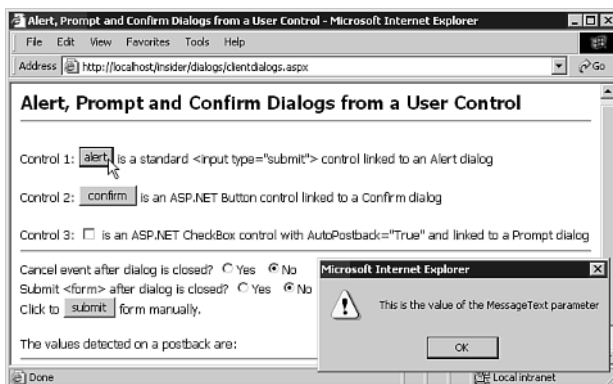 Alert, Prompt and Confirm Dialogs from a User Control - Microsoft Internet Explorer
File Edit View Favorites Tools Help
Address http://localhost/insider/dialogs/clientdialogs.aspx Go
Alert, Prompt and Confirm Dialogs from a User Control
Control 1: alert is a standard <input type="submit"> control linked to an Alert dialog
Control 2: confirm is an ASP.NET Button control linked to a Confirm dialog
Control 3: is an ASP.NET CheckBox control with AutoPostback="True" and linked to a Prompt dialog
Cancel event after dialog is closed? Yes No
Submit <form> after dialog is closed? Yes No
Click to submit form manually.
The values detected on a postback are:
Microsoft Internet Explorer
This is the value of the MessageText parameter
OK
Done
Local intranet